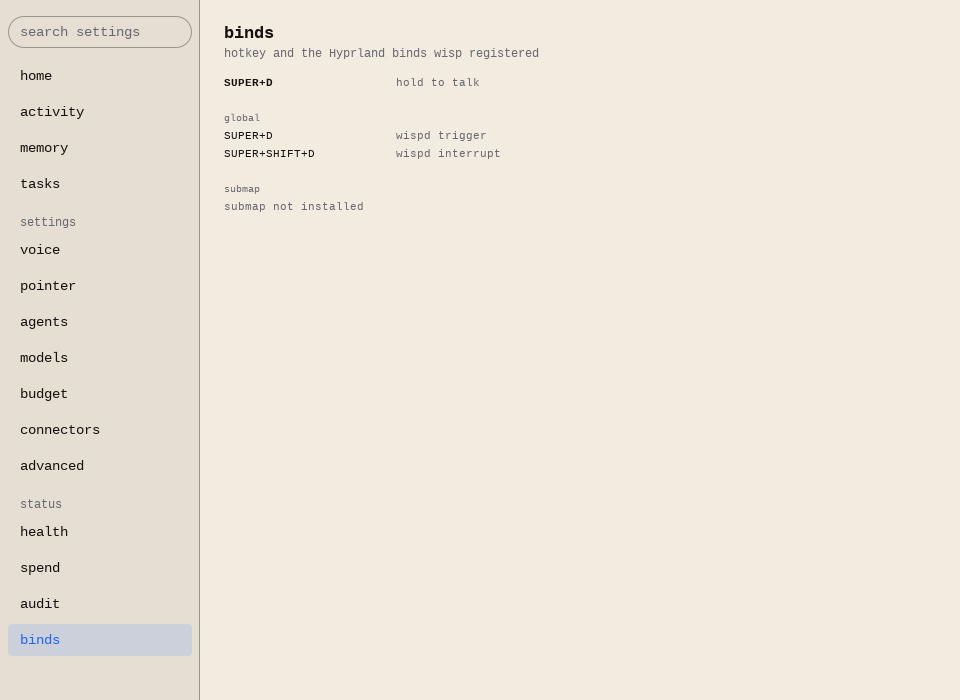 search settings
home
activity
memory
tasks
settings
voice
pointer
agents
models
budget
connectors
advanced
status
health
spend
audit
binds
binds
hotkey and the Hyprland binds wisp registered
SUPER+D hold to talk
global
SUPER+D wispd trigger
SUPER+SHIFT+D wispd interrupt
submap
submap not installed